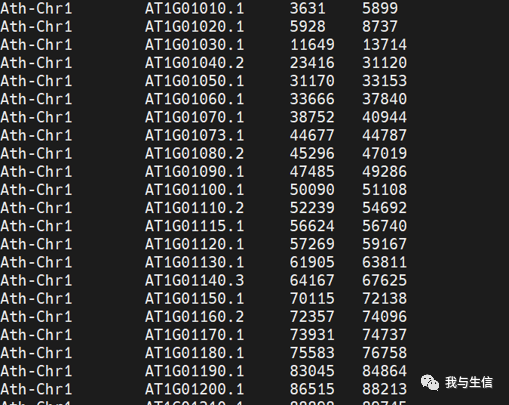 Ath-Chr1 AT1G01010.1 3631 5899
Ath-Chr1 AT1G01020.1 5928 8737
Ath-Chr1 AT1G01030.1 11649 13714
Ath-Chr1 AT1G01040.2 23416 31120
Ath-Chr1 AT1G01050.1 31170 33153
Ath-Chr1 AT1G01060.1 33666 37840
Ath-Chr1 AT1G01070.1 38752 40944
Ath-Chr1 AT1G01073.1 44677 44787
Ath-Chr1 AT1G01080.2 45296 47019
Ath-Chr1 AT1G01090.1 47485 49286
Ath-Chr1 AT1G01100.1 50090 51108
Ath-Chr1 AT1G01110.2 52239 54692
Ath-Chr1 AT1G01115.1 56624 56740
Ath-Chr1 AT1G01120.1 57269 59167
Ath-Chr1 AT1G01130.1 61905 63811
Ath-Chr1 AT1G01140.3 64167 67625
Ath-Chr1 AT1G01150.1 70115 72138
Ath-Chr1 AT1G01160.2 72357 74096
Ath-Chr1 AT1G01170.1 73931 74737
Ath-Chr1 AT1G01180.1 75583 76758
Ath-Chr1 AT1G01190.1 83045 84864
Ath-Chr1 AT1G01200.1 86515 88213
我与生信